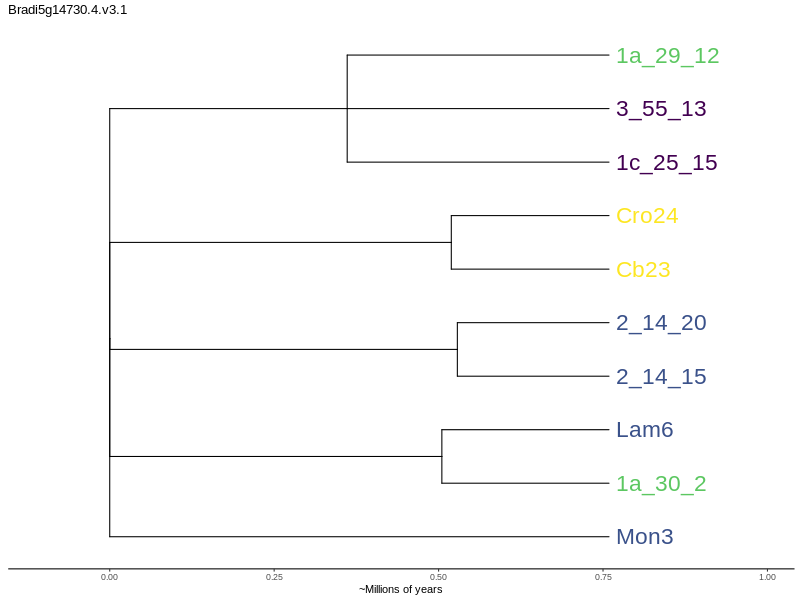 Bradi5g14730.4.v3.1
1a_29_12
3_55_13
1c_25_15
Cro24
Cb23
2_14_20
2_14_15
Lam6
1a_30_2
Mon3
0.00 0.25 0.50 0.75 1.00
~Millions of years